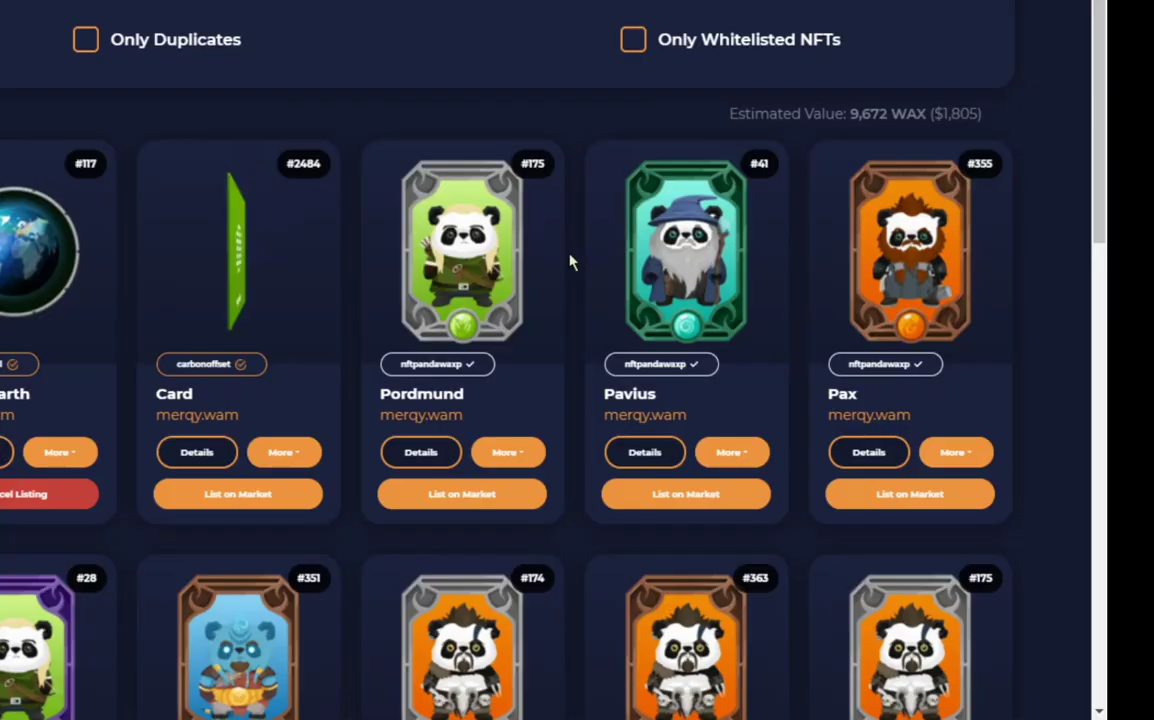 Only Duplicates
Only Whitelisted NFTs
Estimated Value: 9,672 WAX ($1,805)
#117
#2484
#175
#41
#355
carbonoffset
nftpandawaxp
nftpandawaxp
nftpandawaxp
arth
Card
Pordmund
Pavius
Pax
m
merqy.wam
merqy.wam
merqy.wam
merqy.wam
More
Details
More
Details
More
Details
More
Details
More
cel Listing
List on Market
List on Market
List on Market
List on Market
#28
#351
#174
#363
#175